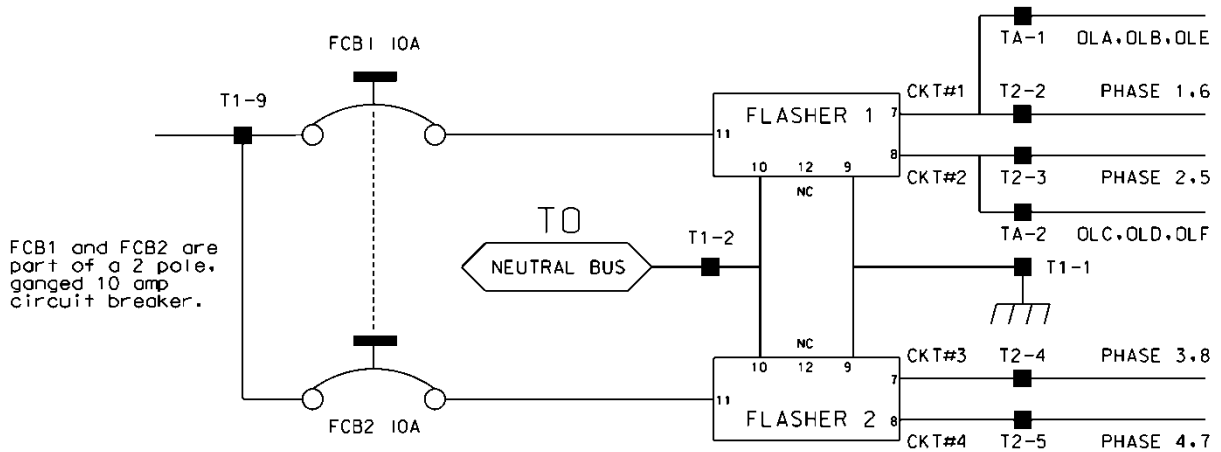 FCB1 10A
T1-9
TA-1 OLA,OLB,OLE
CKT#1 T2-2 PHASE 1,6
FLASHER 1
7
11
8
10 12 9
NC
CKT#2 T2-3 PHASE 2,5
TA-2 OLC,OLD,OLF
TO
NEUTRAL BUS
T1-2
T1-1
FCB1 and FCB2 are
part of a 2 pole,
ganged 10 amp
circuit breaker.
NC
10 12 9
CKT#3 T2-4 PHASE 3,8
7
11
FLASHER 2
8
CKT#4 T2-5 PHASE 4,7
FCB2 10A